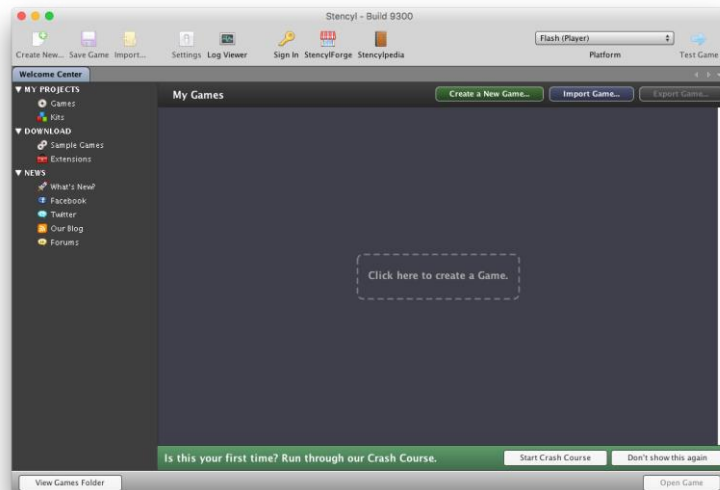 Stencyl - Build 9300
Create New... Save Game Import... Settings Log Viewer Sign In StencylForge Stencylpedia Flash (Player) Platform Test Game
Welcome Center
MY PROJECTS
Games
Kits
DOWNLOAD
Sample Games
Extensions
NEWS
What's New?
Facebook
Twitter
Our Blog
Forums
My Games Create a New Game... Import Game... Export Game...
Click here to create a Game.
Is this your first time? Run through our Crash Course. Start Crash Course Don't show this again
View Games Folder Open Game